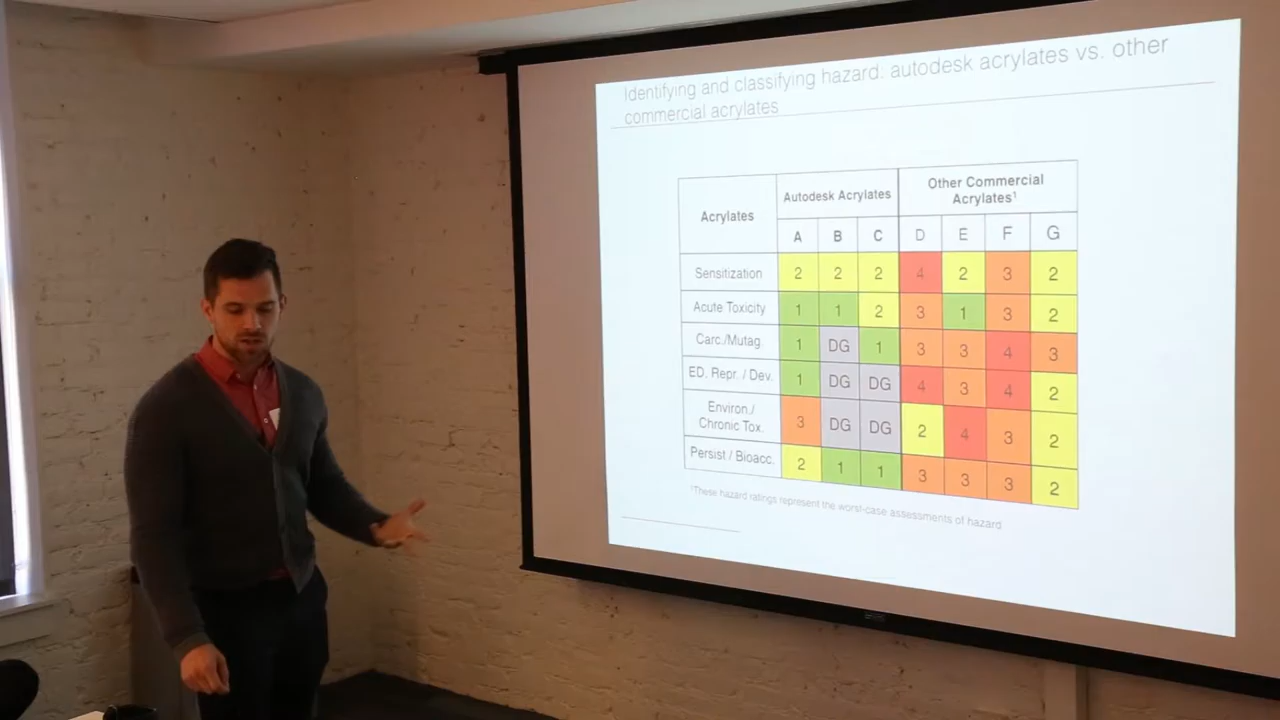 Identifying and classifying hazard: autodesk acrylates vs. other
commercial acrylates
Acrylates
Autodesk Acrylates
Other Commercial
Acrylates¹
A B C D E F G
Sensitization 2 2 2 4 2 3 2
Acute Toxicity 1 1 2 3 1 3 2
Carc./Mutag. 1 DG 1 3 3 4 3
ED. Repr. / Dev. 1 DG DG 4 3 4 2
Environ./
Chronic Tox. 3 DG DG 2 4 3 2
Persist / Bioacc. 2 1 1 3 3 3 2
¹These hazard ratings represent the worst-case assessments of hazard.